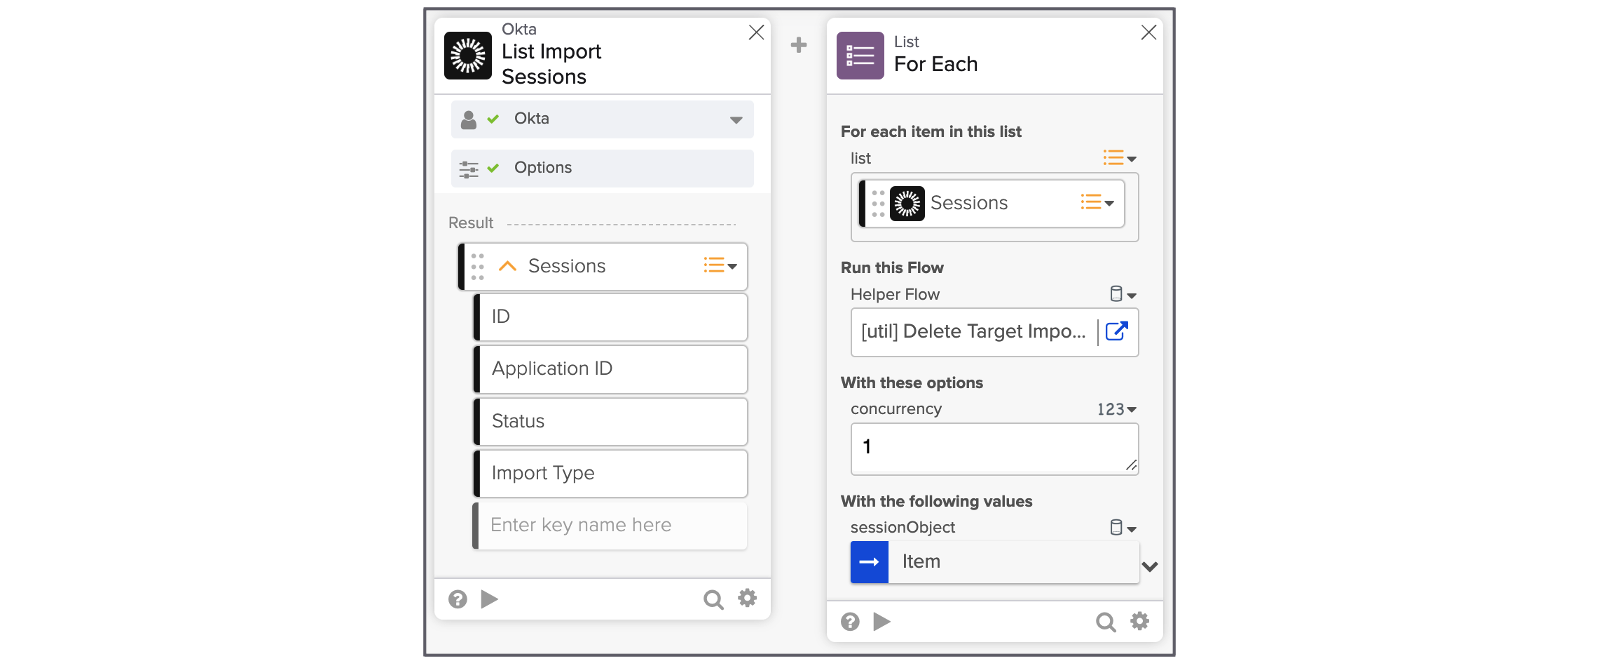 Okta
List Import
Sessions
Okta
Options
Result
Sessions
ID
Application ID
Status
Import Type
Enter key name here
List
For Each
For each item in this list
list
Sessions
Run this Flow
Helper Flow
[util] Delete Target Impo...
With these options
concurrency
123
1
With the following values
sessionObject
Item